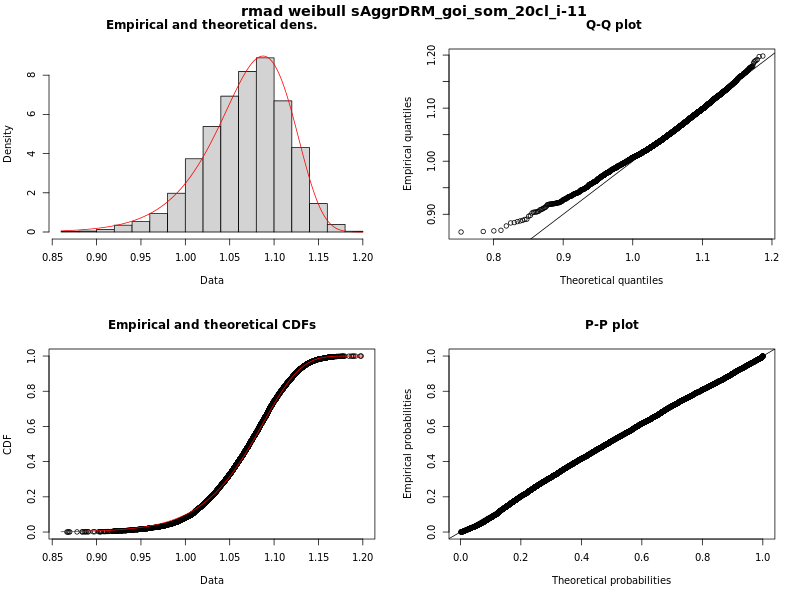 rmad weibull sAggrDRM_goi_som_20cl_i-11
Empirical and theoretical dens.
Density
0 2 4 6 8
0.85 0.90 0.95 1.00 1.05 1.10 1.15 1.20
Data
Q-Q plot
Empirical quantiles
0.90 1.00 1.10 1.20
0.8 0.9 1.0 1.1 1.2
Theoretical quantiles
Empirical and theoretical CDFs
CDF
0.0 0.2 0.4 0.6 0.8 1.0
0.85 0.90 0.95 1.00 1.05 1.10 1.15 1.20
Data
P-P plot
Empirical probabilities
0.0 0.2 0.4 0.6 0.8 1.0
0.0 0.2 0.4 0.6 0.8 1.0
Theoretical probabilities